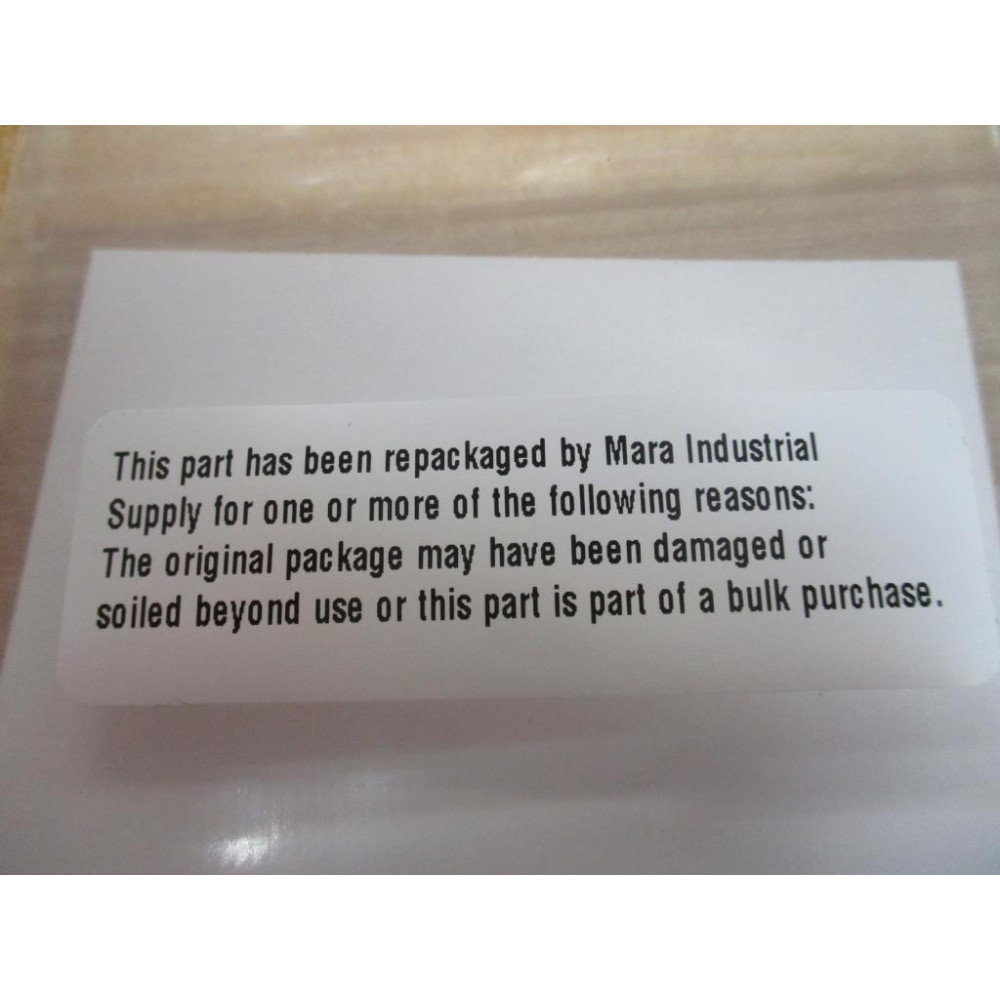 This part has been repackaged by Mara Industrial
Supply for one or more of the following reasons:
The original package may have been damaged or
soiled beyond use or this part is part of a bulk purchase.